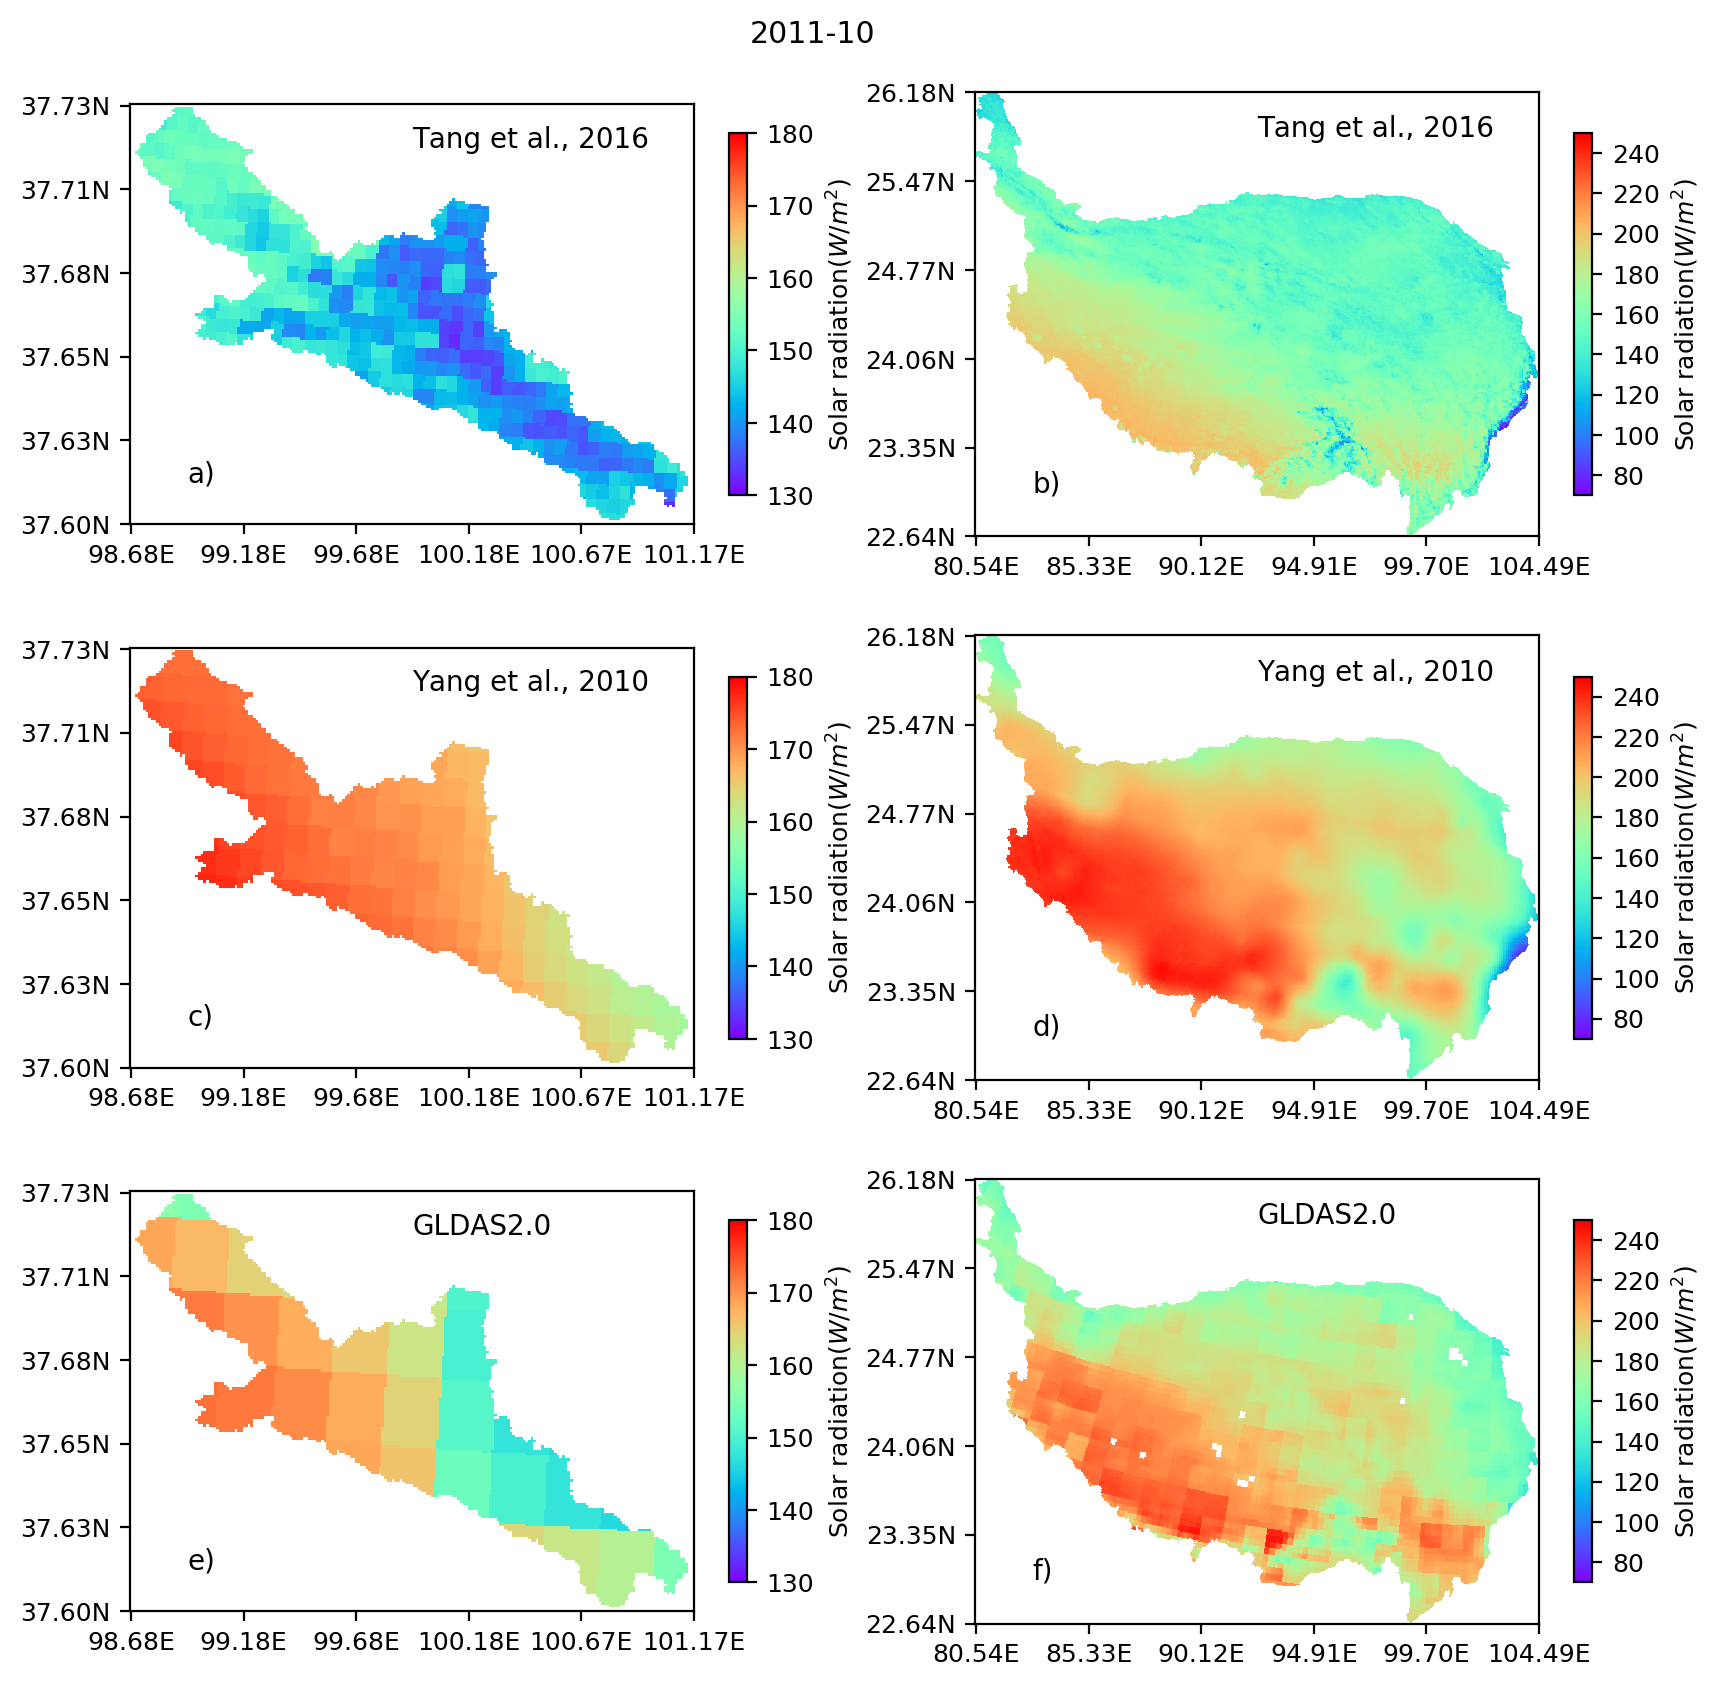 2011-10
37.73N
37.71N
37.68N
37.65N
37.63N
37.60N
98.68E 99.18E 99.68E 100.18E 100.67E 101.17E
Tang et al., 2016
a)
180
170
160
150
140
130
Solar radiation(W/m²)
26.18N
25.47N
24.77N
24.06N
23.35N
22.64N
80.54E 85.33E 90.12E 94.91E 99.70E 104.49E
Tang et al., 2016
b)
240
220
200
180
160
140
120
100
80
Solar radiation(W/m²)
37.73N
37.71N
37.68N
37.65N
37.63N
37.60N
98.68E 99.18E 99.68E 100.18E 100.67E 101.17E
Yang et al., 2010
c)
180
170
160
150
140
130
Solar radiation(W/m²)
26.18N
25.47N
24.77N
24.06N
23.35N
22.64N
80.54E 85.33E 90.12E 94.91E 99.70E 104.49E
Yang et al., 2010
d)
240
220
200
180
160
140
120
100
80
Solar radiation(W/m²)
37.73N
37.71N
37.68N
37.65N
37.63N
37.60N
98.68E 99.18E 99.68E 100.18E 100.67E 101.17E
GLDAS2.0
e)
180
170
160
150
140
130
Solar radiation(W/m²)
26.18N
25.47N
24.77N
24.06N
23.35N
22.64N
80.54E 85.33E 90.12E 94.91E 99.70E 104.49E
GLDAS2.0
f)
240
220
200
180
160
140
120
100
80
Solar radiation(W/m²)